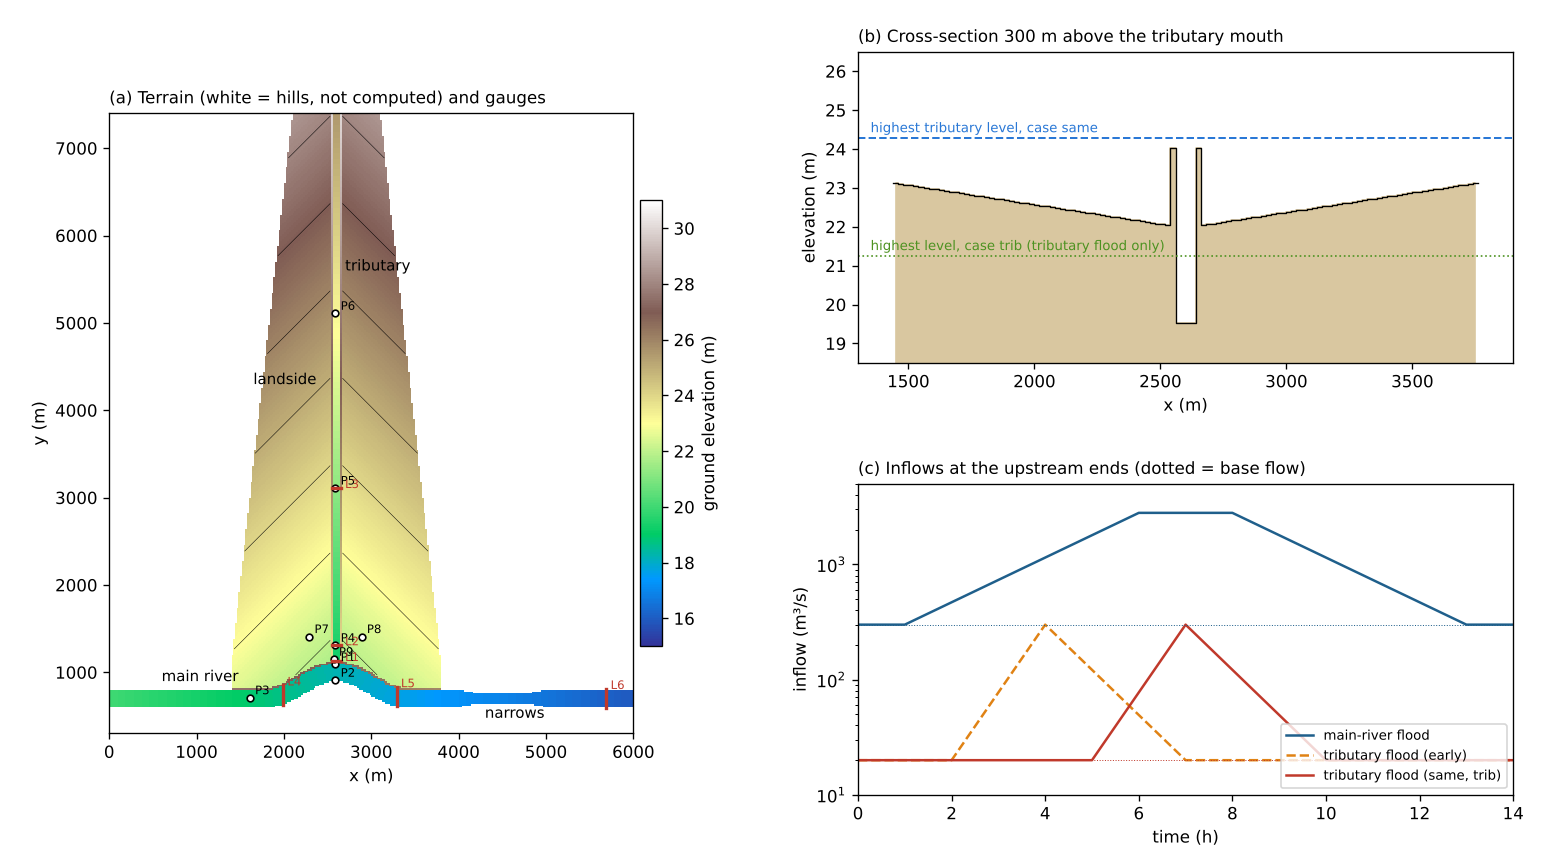 (a) Terrain (white = hills, not computed) and gauges
7000
6000
5000
4000
3000
2000
1000
y (m)
tributary
P6
landside
P5
L3
P7
P8
P4
L2
P9
P1
P2
main river
P3
L4
L5
L6
narrows
0
1000
2000
3000
4000
5000
6000
x (m)
30
28
26
24
22
20
18
16
ground elevation (m)
(b) Cross-section 300 m above the tributary mouth
26
25
24
23
22
21
20
19
elevation (m)
highest tributary level, case same
highest level, case trib (tributary flood only)
1500
2000
2500
3000
3500
x (m)
(c) Inflows at the upstream ends (dotted = base flow)
10³
10²
10¹
inflow (m³/s)
main-river flood
tributary flood (early)
tributary flood (same, trib)
0
2
4
6
8
10
12
14
time (h)